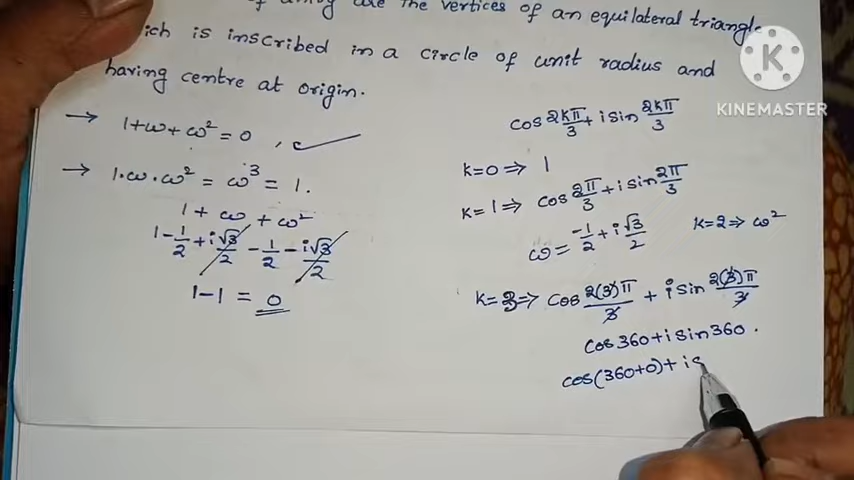 are the vertices of an equilateral triangle
is inscribed in a circle of unit radius and
having centre at origin.
→ 1+ω+ω² = 0 ,
→ 1·ω·ω² = ω³ = 1.
1 + ω + ω²
1 - 1/2 + i√3/2 - 1/2 - i√3/2
1-1 = 0
cos 2kπ/3 + i sin 2kπ/3
k=0 ⇒ 1
k=1 ⇒ cos 2π/3 + i sin 2π/3
ω = -1/2 + i√3/2 k=2 ⇒ ω²
k=3 ⇒ cos 2(3)π/3 + i sin 2(3)π/3
cos 360 + i sin 360 .
cos(360+0) + i s
K
KINEMASTER